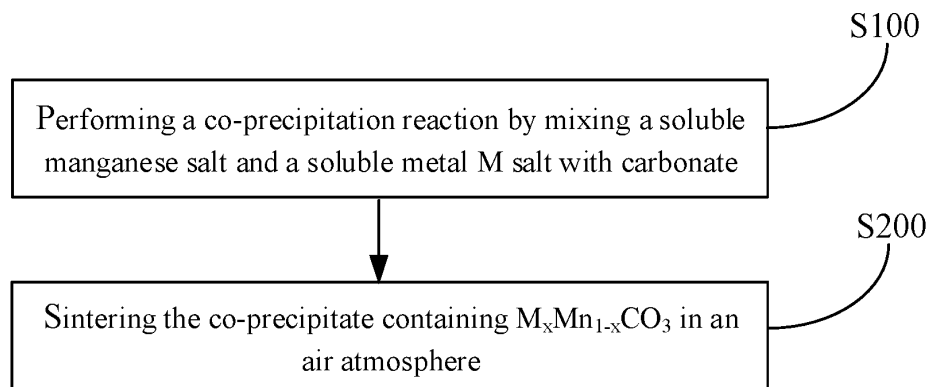 S100
Performing a co-precipitation reaction by mixing a soluble
manganese salt and a soluble metal M salt with carbonate
S200
Sintering the co-precipitate containing MₓMn₁₋ₓCO₃ in an
air atmosphere